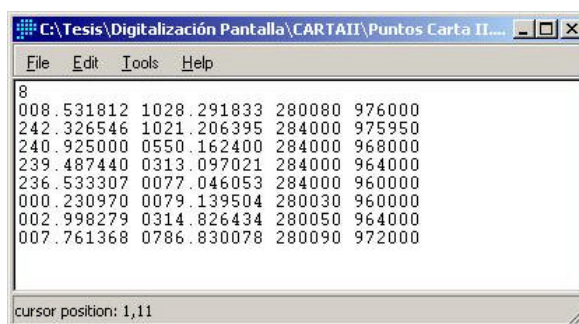 C:\Tesis\Digitalización Pantalla\CARTAII\Puntos Carta II....
File Edit Tools Help
8
008.531812 1028.291833 280080 976000
242.326546 1021.206395 284000 975950
240.925000 0550.162400 284000 968000
239.487440 0313.097021 284000 964000
236.533307 0077.046053 284000 960000
000.230970 0079.139504 280030 960000
002.998279 0314.826434 280050 964000
007.761368 0786.830078 280090 972000
cursor position: 1,11